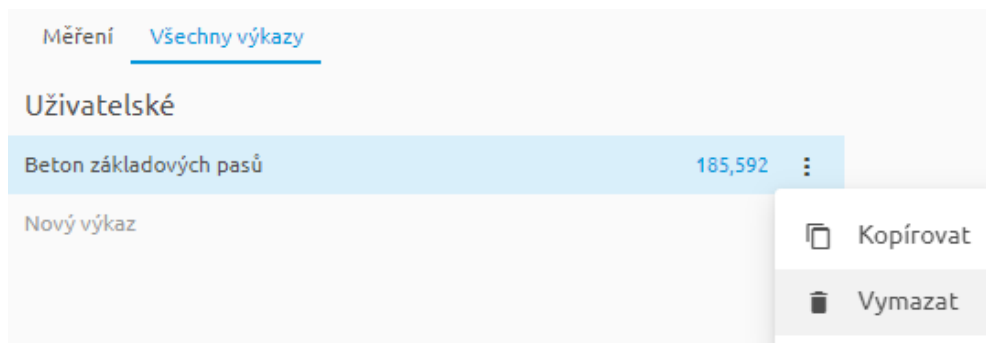 Měření Všechny výkazy
Uživatelské
Beton základových pasů 185,592
Nový výkaz
Kopírovat
Vymazat